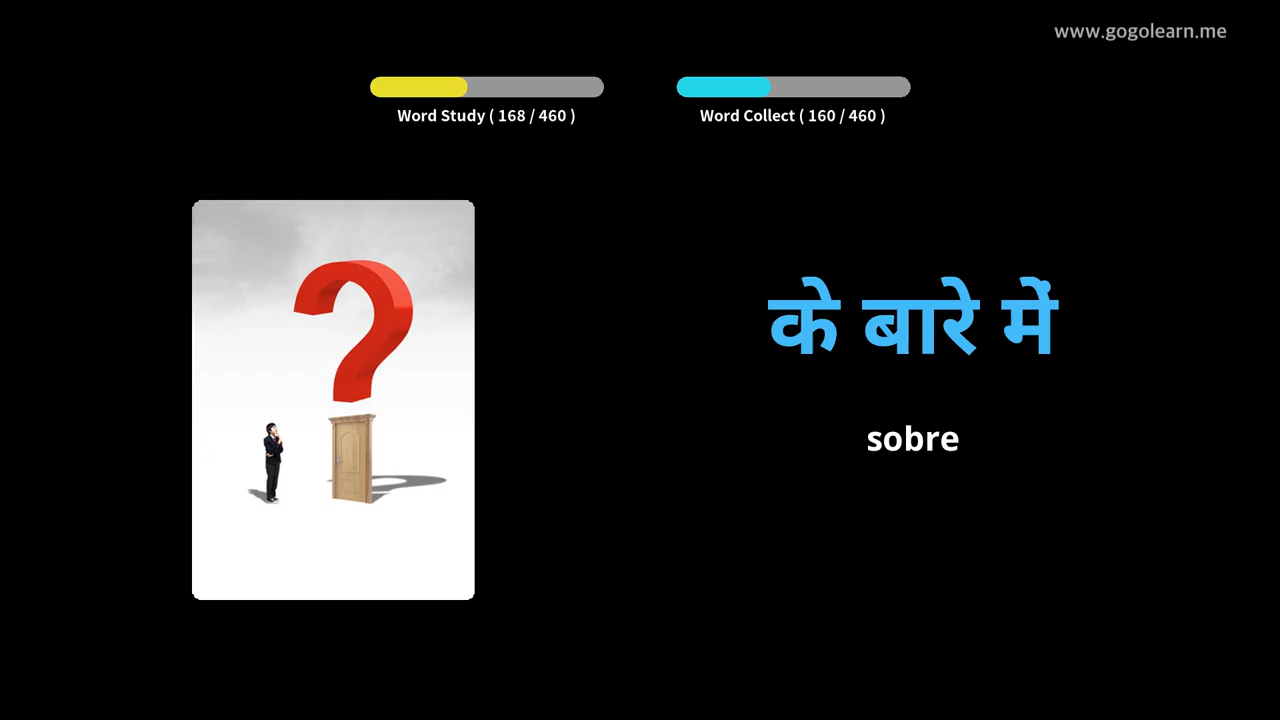 www.gogolearn.me
Word Study ( 168 / 460 )
Word Collect ( 160 / 460 )
के बारे में
sobre